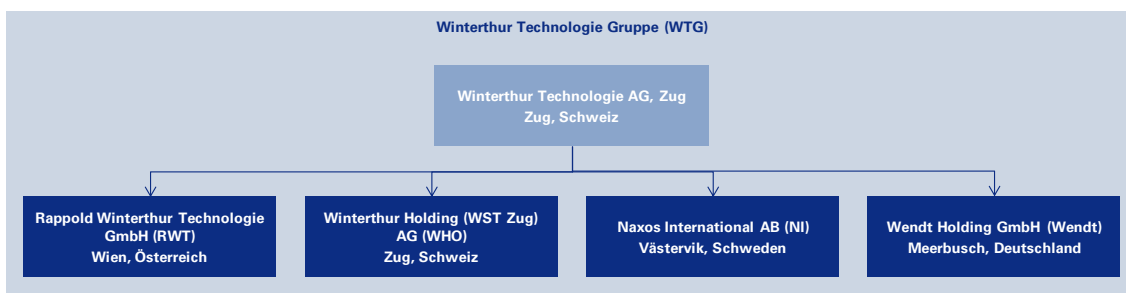 Winterthur Technologie Gruppe (WTG)
Winterthur Technologie AG, Zug
Zug, Schweiz
Rappold Winterthur Technologie
GmbH (RWT)
Wien, Österreich
Winterthur Holding (WST Zug)
AG (WHO)
Zug, Schweiz
Naxos International AB (NI)
Västervik, Schweden
Wendt Holding GmbH (Wendt)
Meerbusch, Deutschland